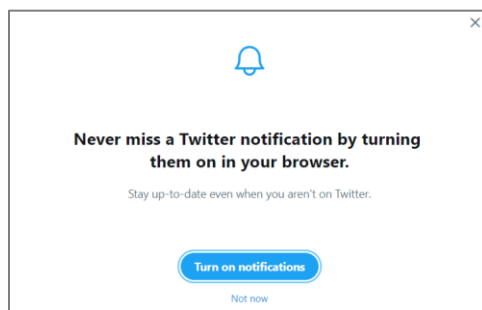 Never miss a Twitter notification by turning
them on in your browser.
Stay up-to-date even when you aren't on Twitter.
Turn on notifications
Not now